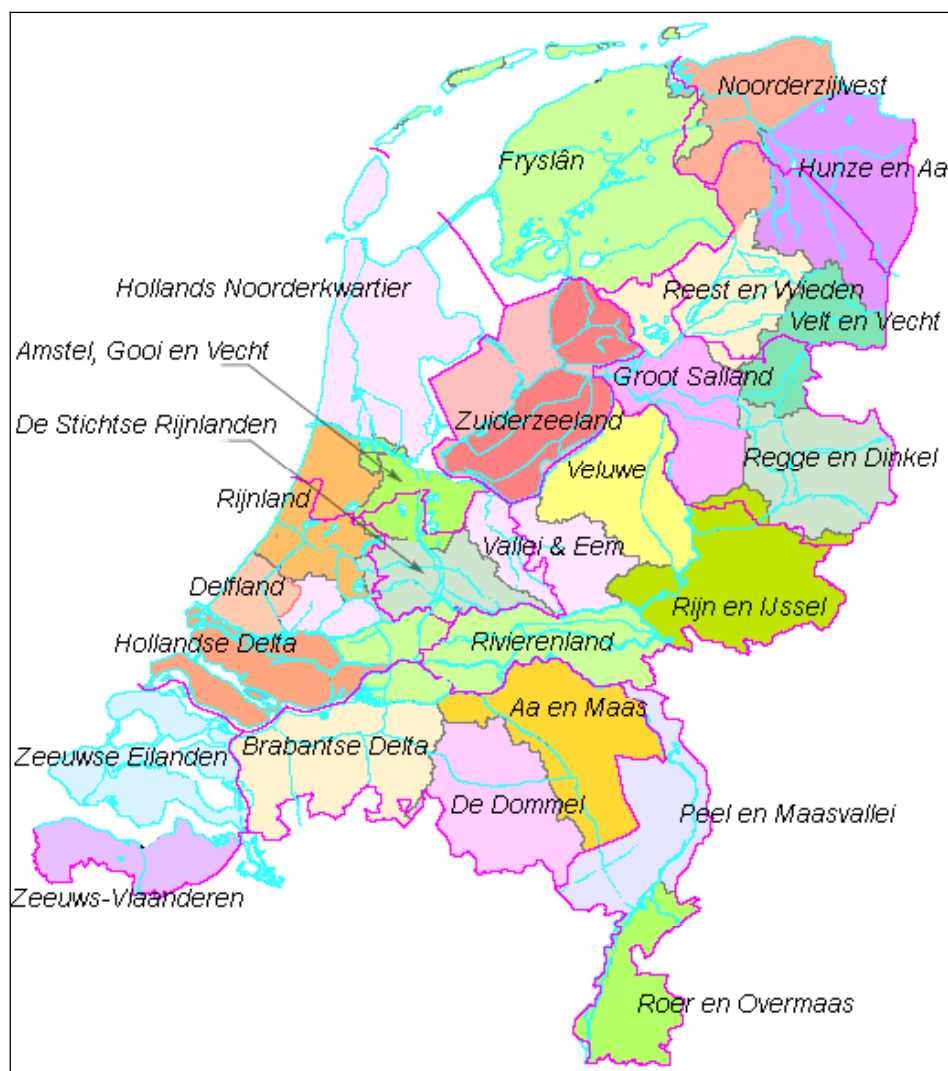 Noorderzijlvest
Fryslân
Hunze en Aa
Hollands Noorderkwartier
Reest en Wieden
Velt en Vecht
Amstel, Gooi en Vecht
Groot Salland
De Stichtse Rijnlanden
Zuiderzeeland
Veluwe
Regge en Dinkel
Rijnland
Vallei & Eem
Delfland
Rijn en IJssel
Hollandse Delta
Rivierenland
Aa en Maas
Zeeuwse Eilanden
Brabantse Delta
De Dommel
Peel en Maasvallei
Zeeuws-Vlaanderen
Roer en Overmaas